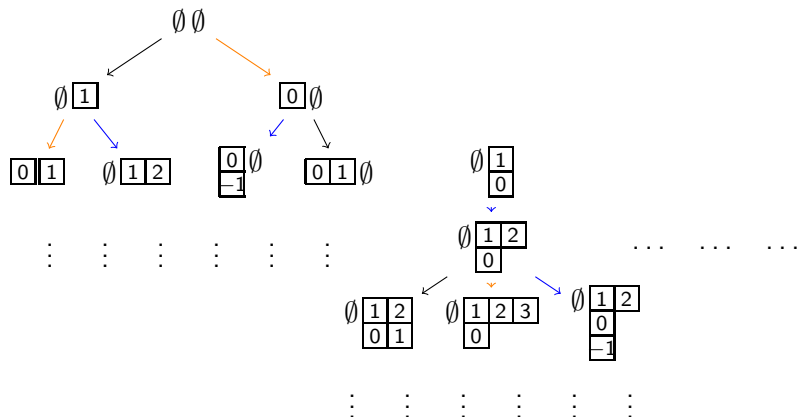 ∅ ∅
∅ 1 0 ∅
0 1 ∅ 1 2 0 ∅ 0 1 ∅ ∅ 1
−1 0
∅ 1 2
0
⋮ ⋮ ⋮ ⋮ ⋮ ⋮ … … …
∅ 1 2 ∅ 1 2 3 ∅ 1 2
0 1 0 0
−1
⋮ ⋮ ⋮ ⋮ ⋮ ⋮